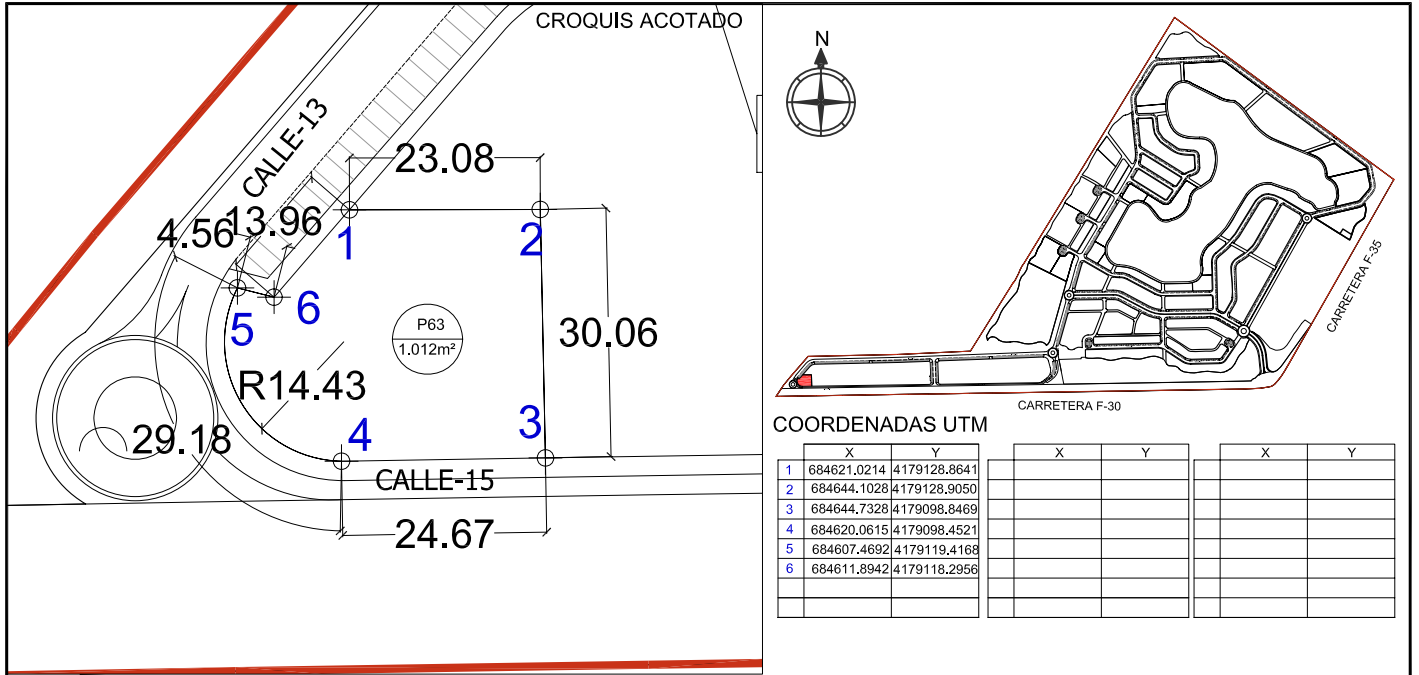 CROQUIS ACOTADO
CALLE-13
23.08
4.56
13.96
1
2
5
6
P63
1.012m²
30.06
R14.43
29.18
4
3
CALLE-15
24.67
N
CARRETERA F-35
CARRETERA F-30
COORDENADAS UTM
X Y X Y X Y
1 684621.0214 4179128.8641
2 684644.1028 4179128.9050
3 684644.7328 4179098.8469
4 684620.0615 4179098.4521
5 684607.4692 4179119.4168
6 684611.8942 4179118.2956